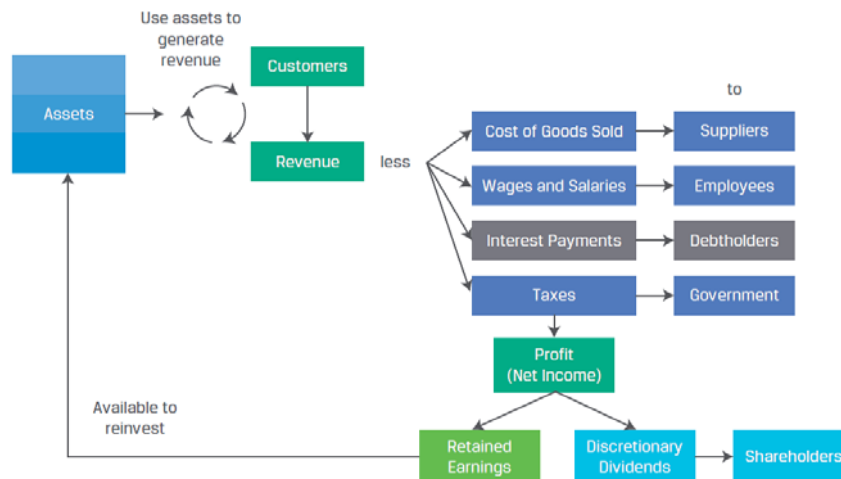 Use assets to
generate
revenue
Customers
to
Assets
Cost of Goods Sold
Suppliers
Revenue
less
Wages and Salaries
Employees
Interest Payments
Debtholders
Taxes
Government
Profit
(Net Income)
Available to
reinvest
Retained
Earnings
Discretionary
Dividends
Shareholders